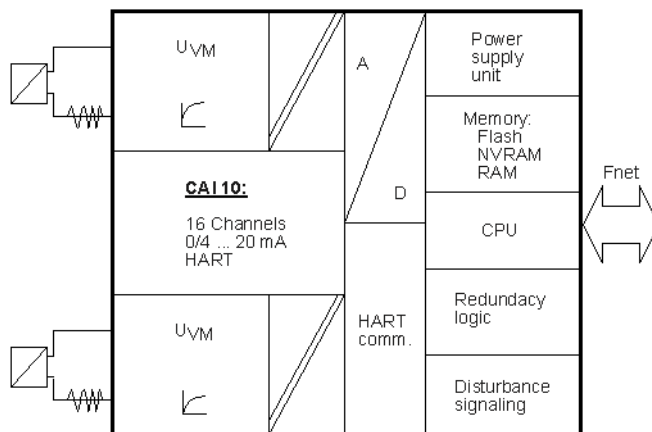 UVM
A
D
Power
supply
unit
Memory:
Flash
NVRAM
RAM
Fnet
CAI 10:
16 Channels
0/4 ... 20 mA
HART
CPU
UVM
HART
comm.
Redundacy
logic
Disturbance
signaling